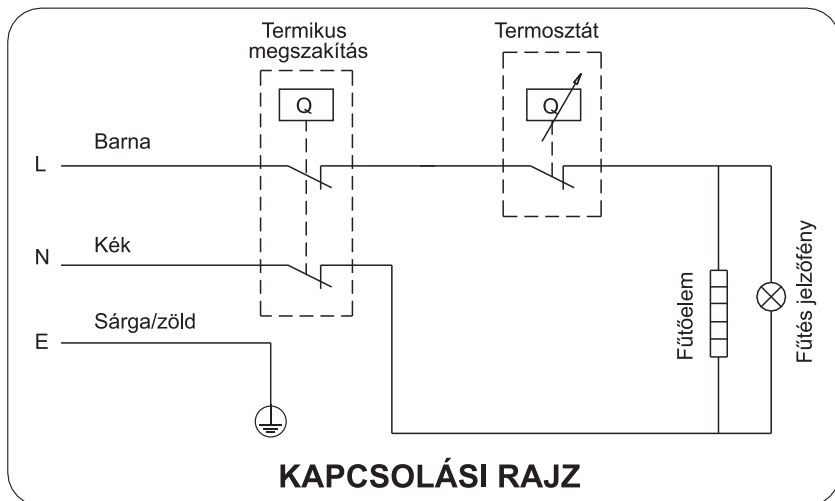 Termikus
megszakítás
Termosztát
Q
Q
Barna
L
Kék
N
Sárga/zöld
E
Fűtőelem
Fűtés jelzőfény
KAPCSOLÁSI RAJZ